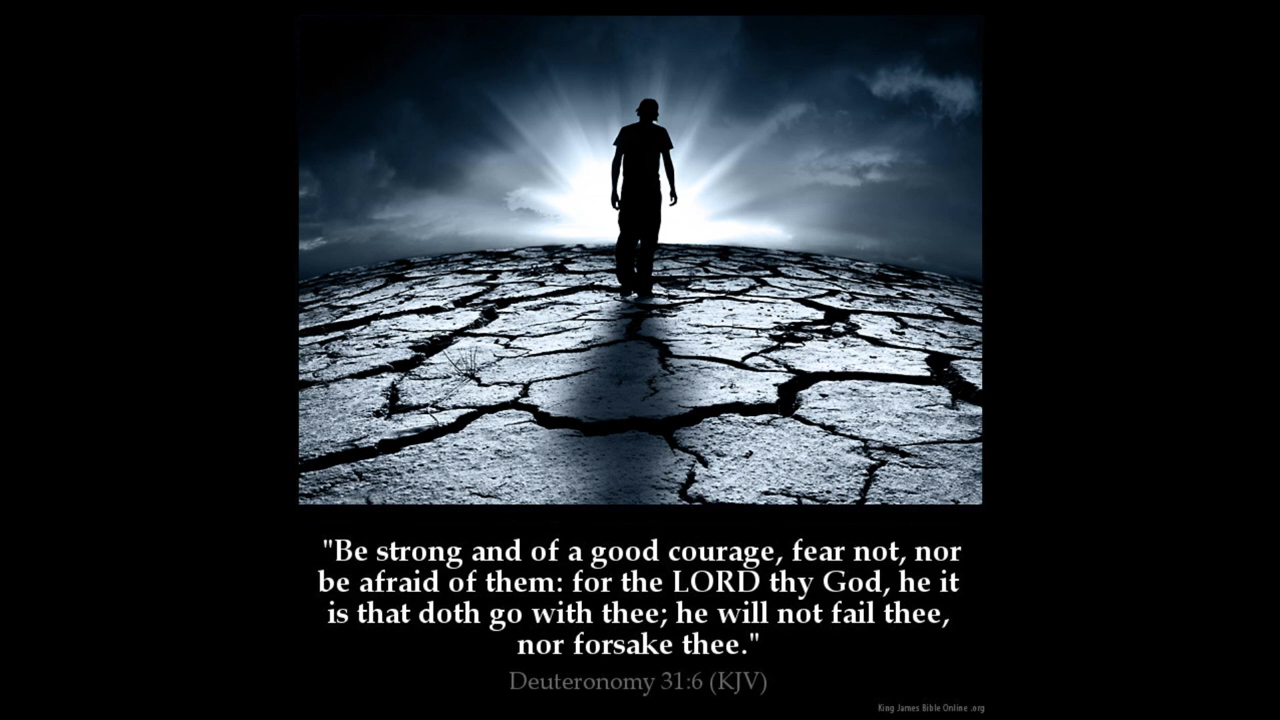 "Be strong and of a good courage, fear not, nor
be afraid of them: for the LORD thy God, he it
is that doth go with thee; he will not fail thee,
nor forsake thee."
Deuteronomy 31:6 (KJV)
King James Bible Online .org